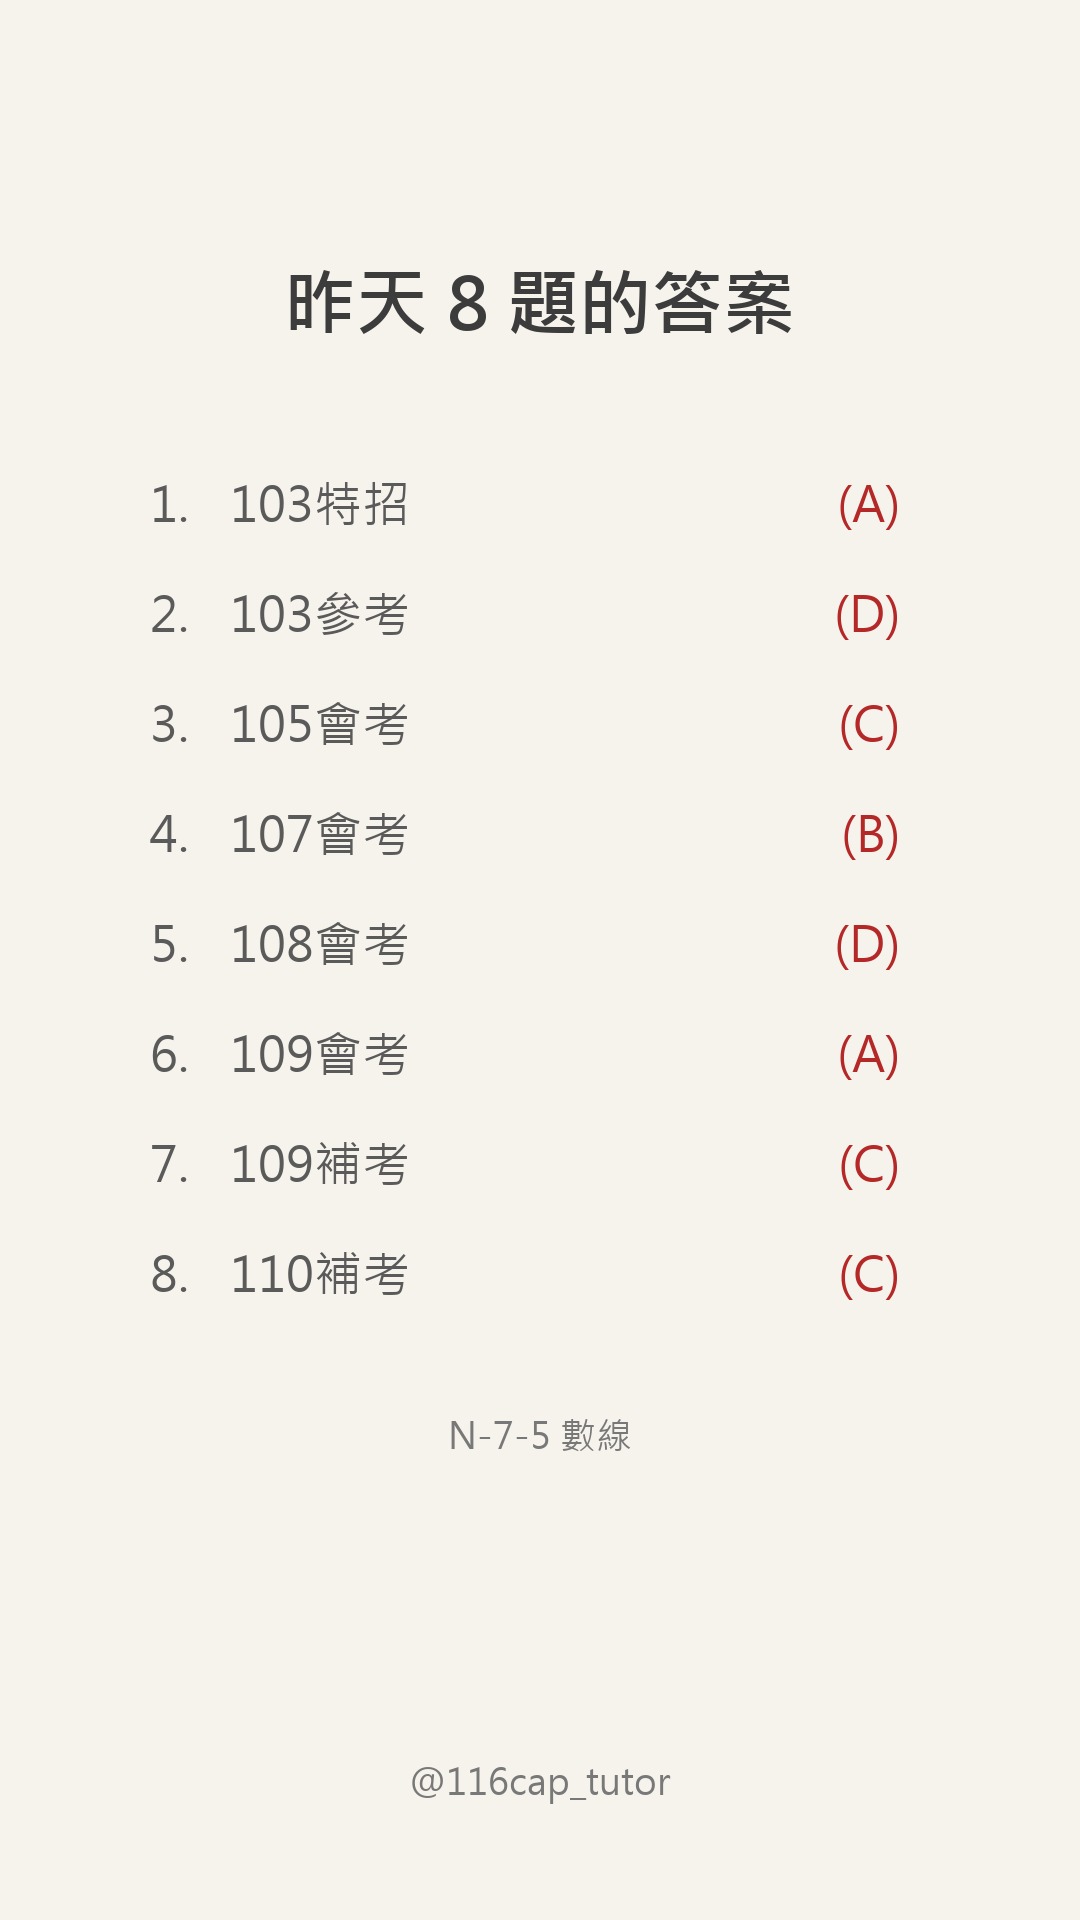 昨天 8 題的答案
1. 103特招 (A)
2. 103參考 (D)
3. 105會考 (C)
4. 107會考 (B)
5. 108會考 (D)
6. 109會考 (A)
7. 109補考 (C)
8. 110補考 (C)
N-7-5 數線
@116cap_tutor